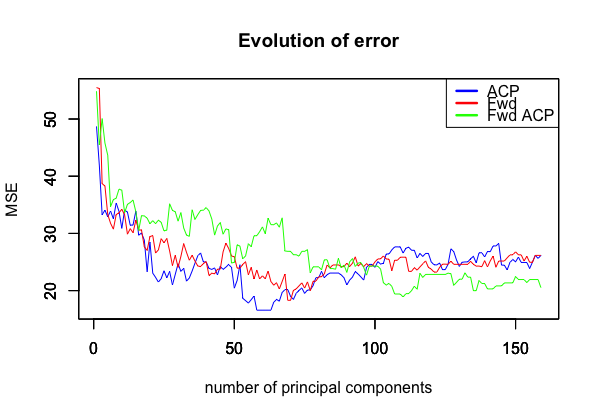 Evolution of error
ACP
Fwd
Fwd ACP
MSE
50
40
30
20
0 50 100 150
number of principal components